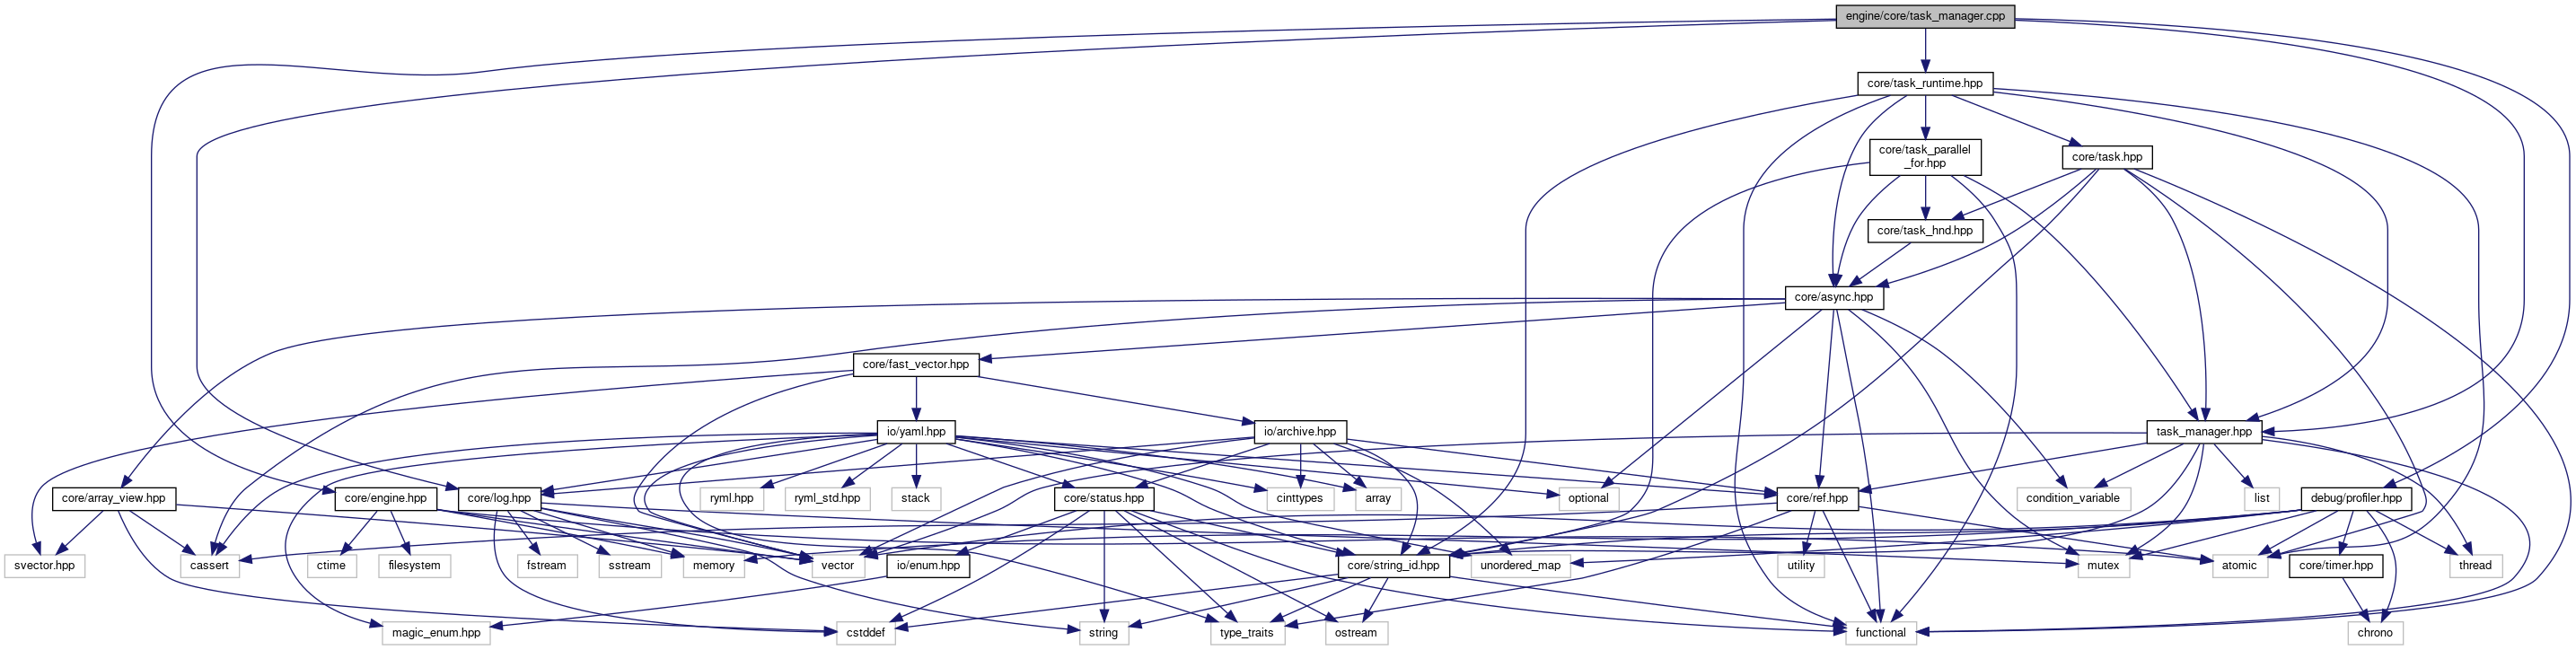 engine/core/task_manager.cpp
core/task_runtime.hpp
core/task_parallel
_for.hpp
core/task.hpp
core/task_hnd.hpp
core/async.hpp
core/fast_vector.hpp
io/yaml.hpp
io/archive.hpp
task_manager.hpp
core/array_view.hpp
core/engine.hpp
core/log.hpp
ryml.hpp
ryml_std.hpp
stack
core/status.hpp
cinttypes
array
optional
core/ref.hpp
condition_variable
list
debug/profiler.hpp
svector.hpp
cassert
ctime
filesystem
fstream
sstream
memory
vector
io/enum.hpp
core/string_id.hpp
unordered_map
utility
mutex
atomic
core/timer.hpp
thread
magic_enum.hpp
cstddef
string
type_traits
ostream
functional
chrono